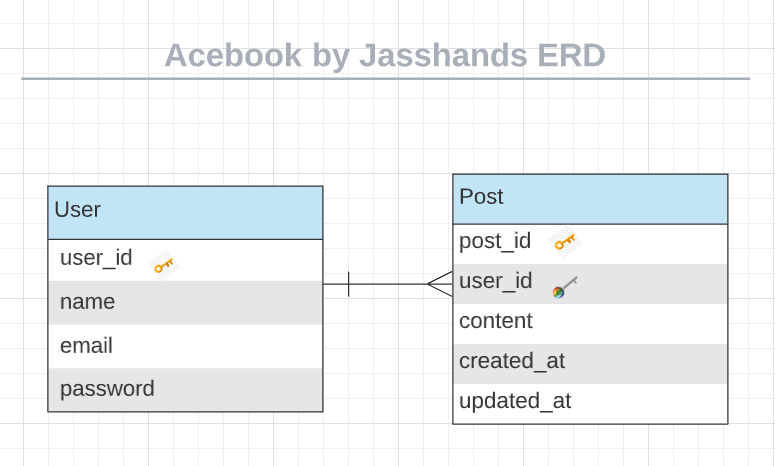 Acebook by Jasshands ERD
User
user_id
name
email
password
Post
post_id
user_id
content
created_at
updated_at